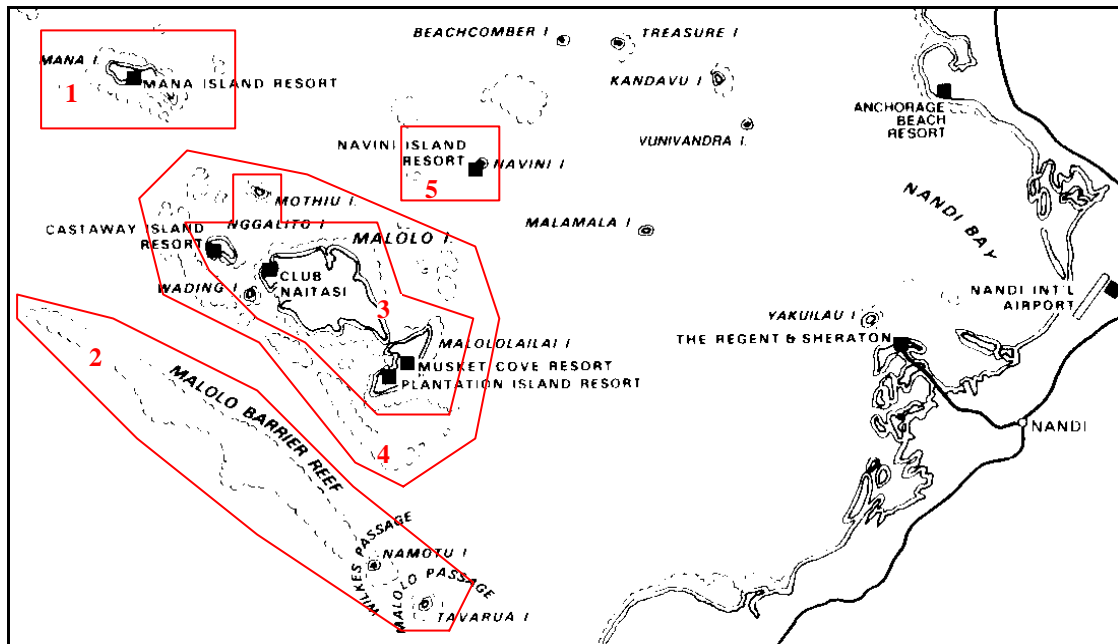 BEACHCOMBER I.
TREASURE I.
MANA I.
MANA ISLAND RESORT
1
KANDAVU I.
ANCHORAGE
BEACH
RESORT
VUNIVANDRA I.
NAVINI ISLAND
RESORT
NAVINI I.
5
MOTHIU I.
NGGALITO I.
CASTAWAY ISLAND
RESORT
MALOLO I.
MALAMALA I.
NANDI BAY
CLUB
NAITASI
WADING I.
3
NANDI INT'L
AIRPORT
YAKUILAU I.
THE REGENT & SHERATON
2
MALOLOLAILAI I.
MUSKET COVE RESORT
PLANTATION ISLAND RESORT
MALOLO BARRIER REEF
4
NANDI
WILKES PASSAGE
NAMOTU I.
MALOLO PASSAGE
TAVARUA I.